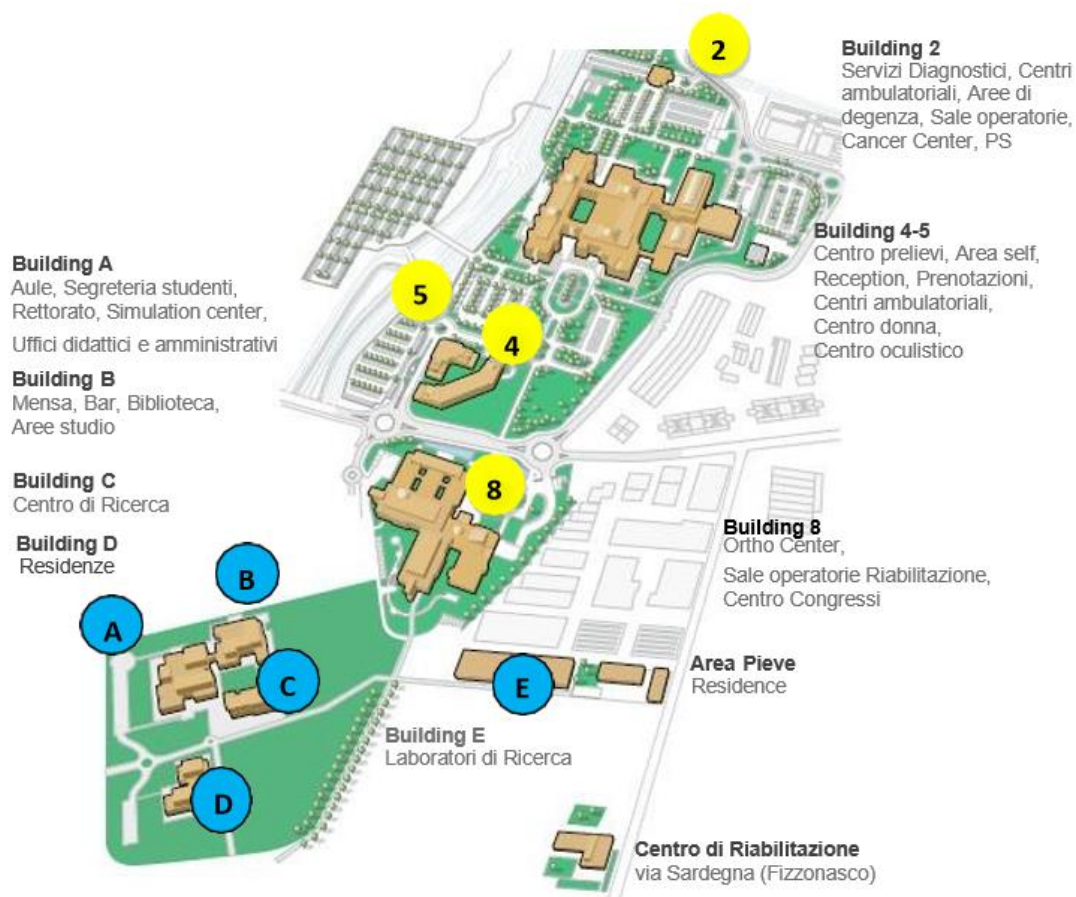 2
Building 2
Servizi Diagnostici, Centri
ambulatoriali, Aree di
degenza, Sale operatorie,
Cancer Center, PS
Building 4-5
Centro prelievi, Area self,
Reception, Prenotazioni,
Centri ambulatoriali,
Centro donna,
Centro oculistico
Building A
Aule, Segreteria studenti,
Rettorato, Simulation center,
Uffici didattici e amministrativi
Building B
Mensa, Bar, Biblioteca,
Aree studio
5
4
Building C
Centro di Ricerca
Building D
Residenze
8
Building 8
Ortho Center,
Sale operatorie Riabilitazione,
Centro Congressi
B
A
C
E
D
Area Pieve
Residence
Building E
Laboratori di Ricerca
Centro di Riabilitazione
via Sardegna (Fizzonasco)